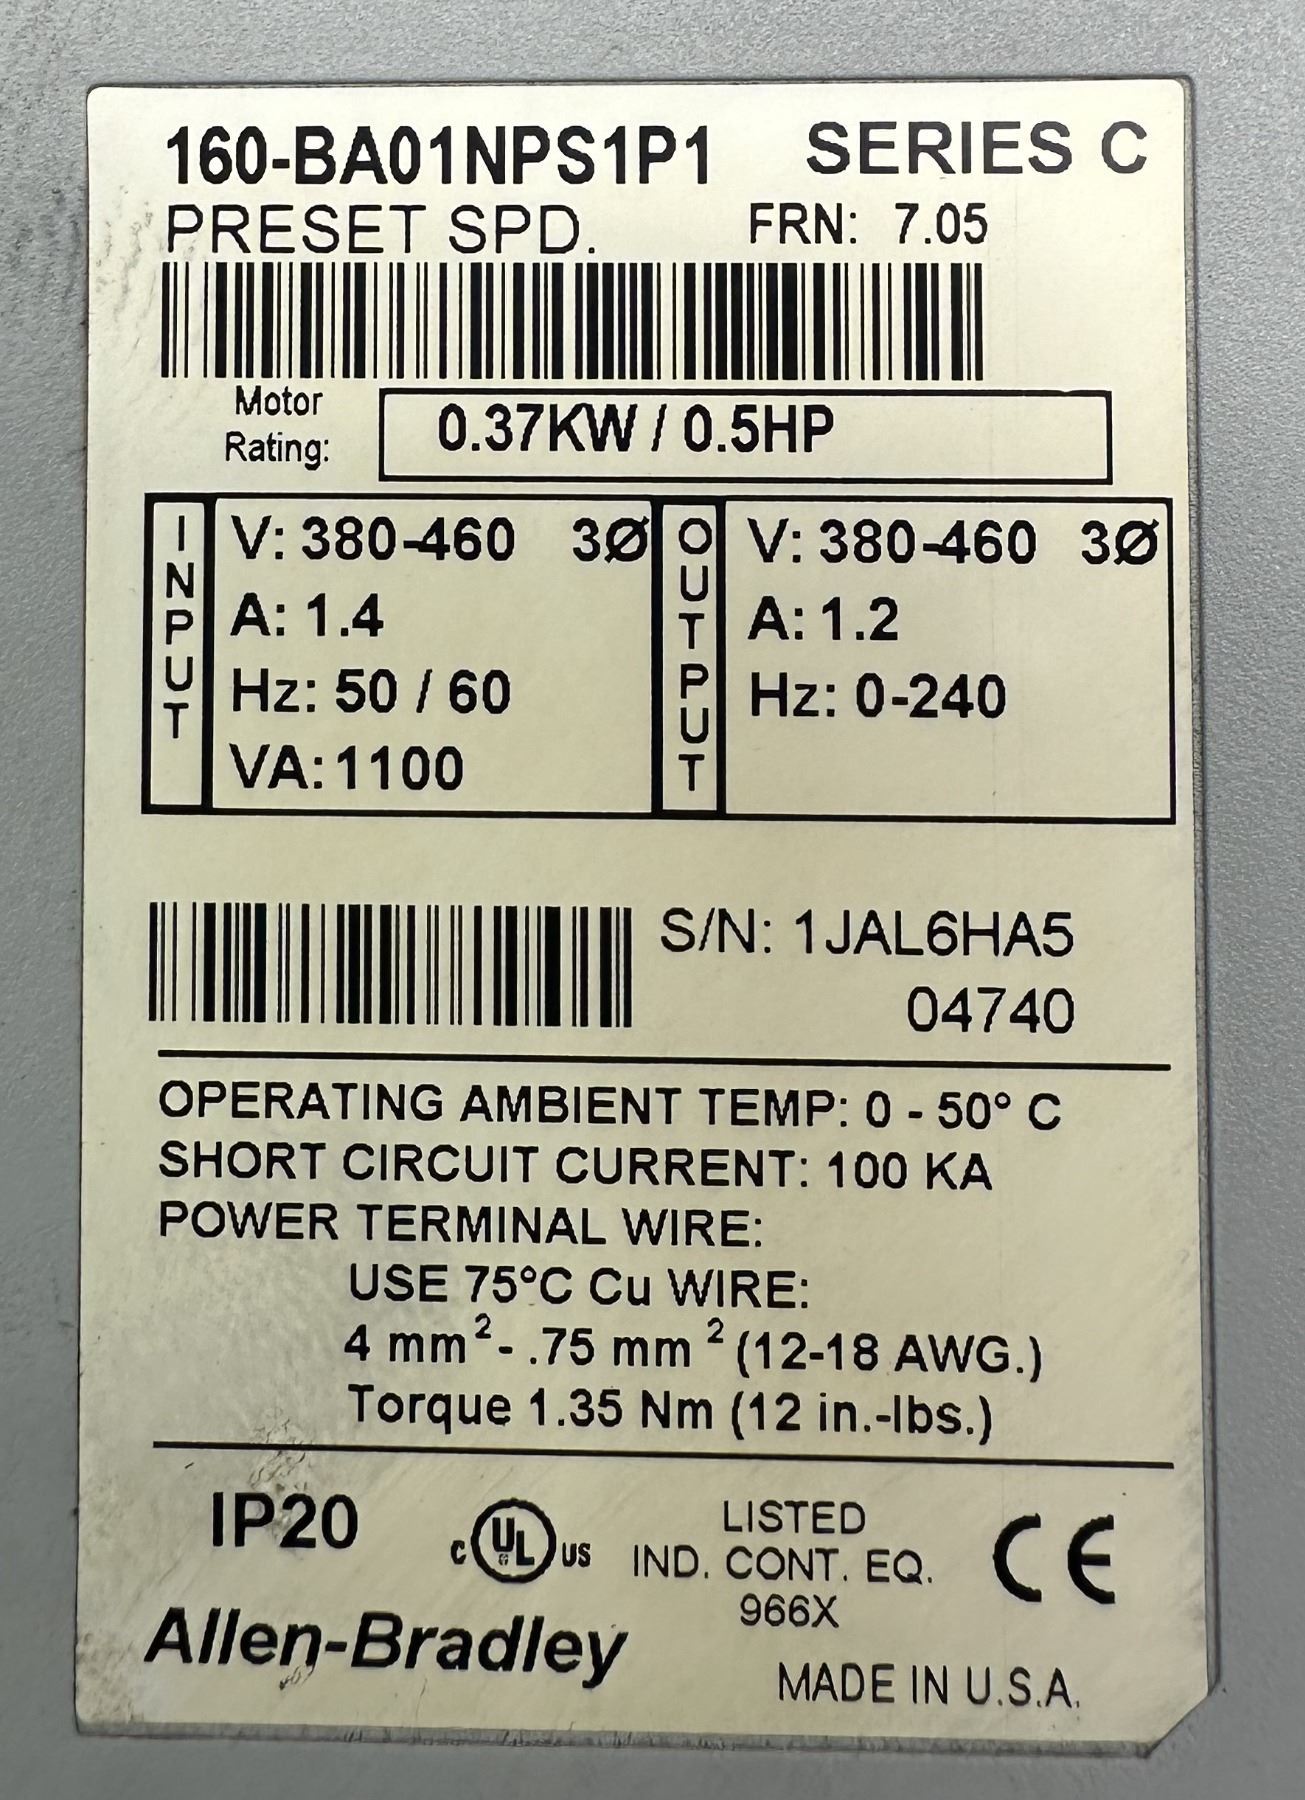 160-BA01NPS1P1 SERIES C
PRESET SPD. FRN: 7.05
Motor
Rating: 0.37KW / 0.5HP
INPUT
V: 380-460 3Ø
A: 1.4
Hz: 50 / 60
VA: 1100
OUTPUT
V: 380-460 3Ø
A: 1.2
Hz: 0-240
S/N: 1JAL6HA5
04740
OPERATING AMBIENT TEMP: 0 - 50° C
SHORT CIRCUIT CURRENT: 100 KA
POWER TERMINAL WIRE:
USE 75°C Cu WIRE:
4 mm² - .75 mm² (12-18 AWG.)
Torque 1.35 Nm (12 in.-lbs.)
IP20
C UL US
LISTED
IND. CONT. EQ.
966X
CE
Allen-Bradley
MADE IN U.S.A.